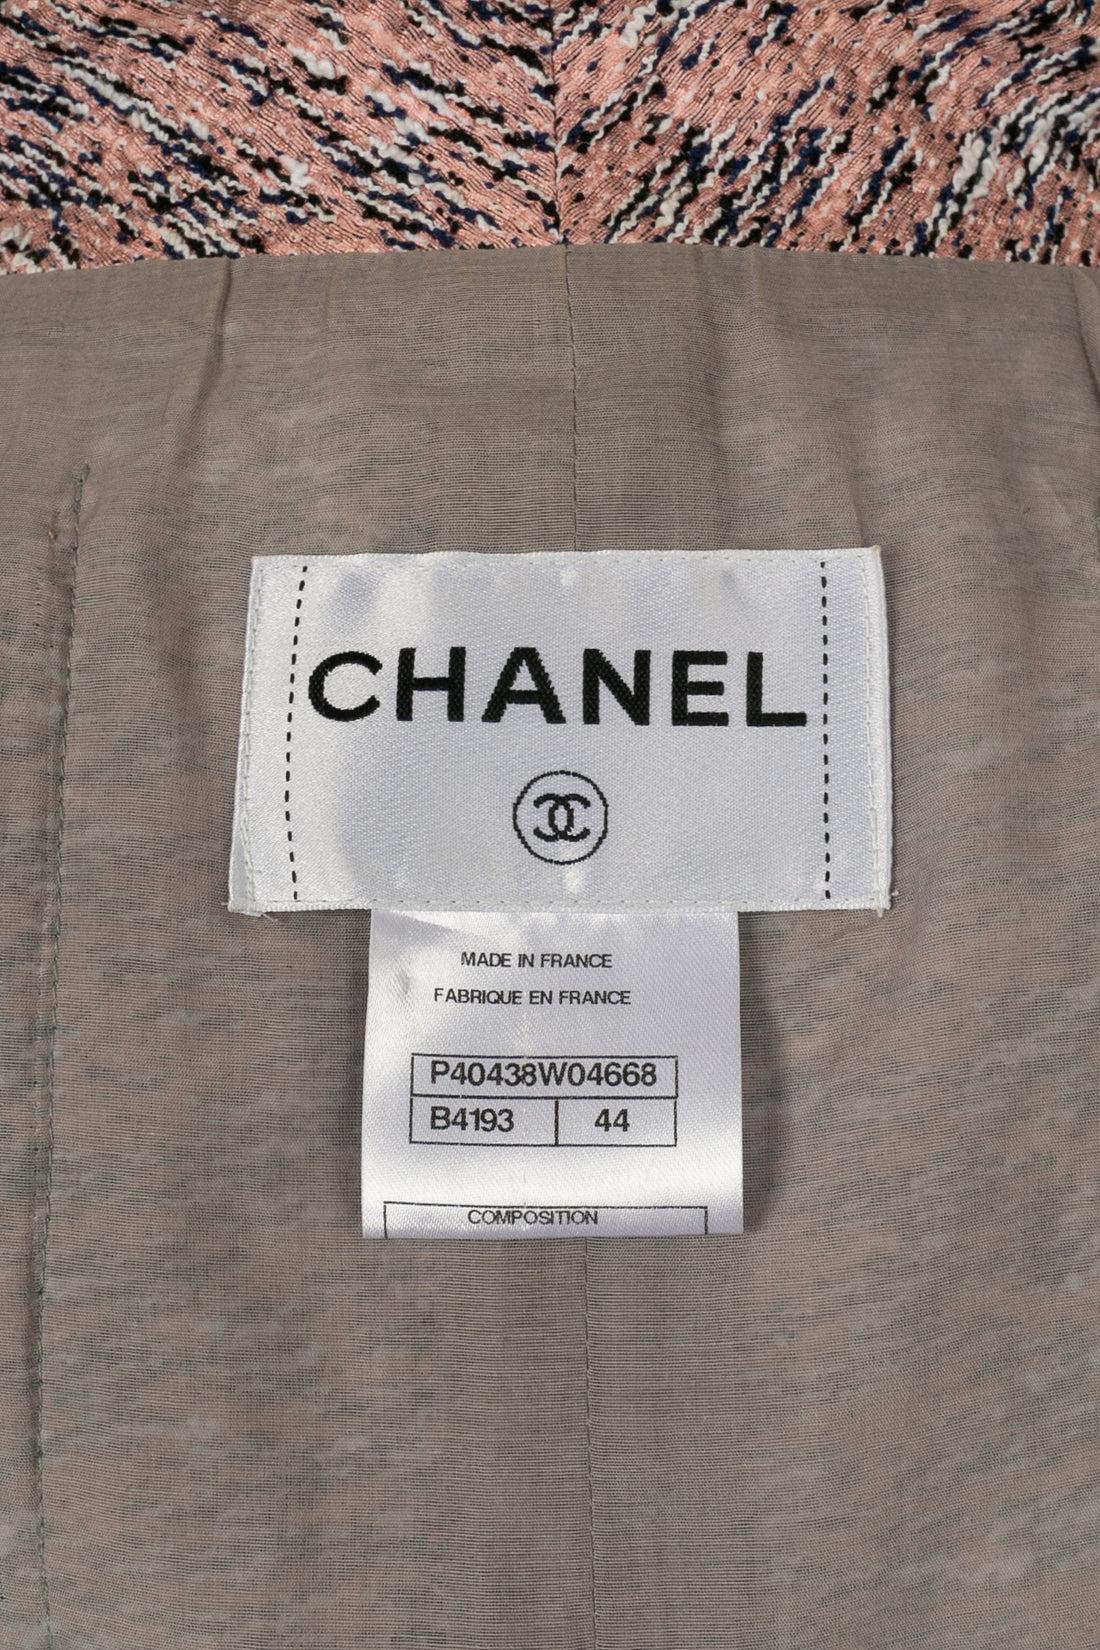 CHANEL
MADE IN FRANCE
FABRIQUE EN FRANCE
P40438W04668
B4193 44
COMPOSITION